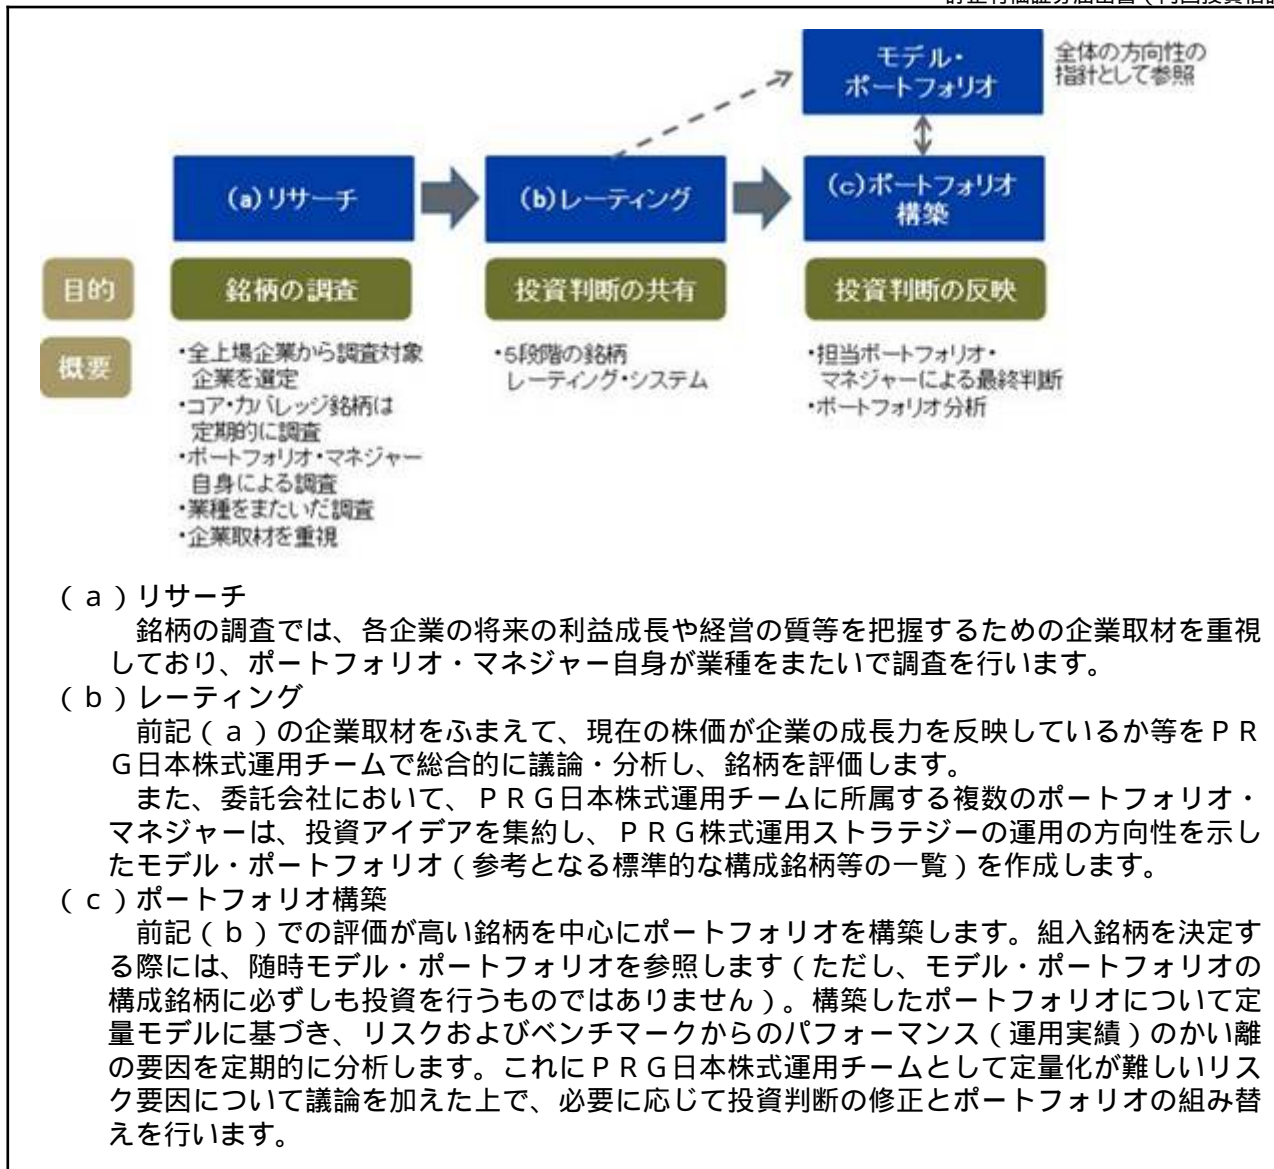 モデル・
ポートフォリオ
全体の方向性の
指針として参照
(a)リサーチ
(b)レーティング
(c)ポートフォリオ
構築
目的
銘柄の調査
投資判断の共有
投資判断の反映
概要
・全上場企業から調査対象
企業を選定
・コア・カバレッジ銘柄は
定期的に調査
・ポートフォリオ・マネジャー
自身による調査
・業種をまたいだ調査
・企業取材を重視
・5段階の銘柄
レーティング・システム
・担当ポートフォリオ・
マネジャーによる最終判断
・ポートフォリオ分析
(a)リサーチ
銘柄の調査では、各企業の将来の利益成長や経営の質等を把握するための企業取材を重視
しており、ポートフォリオ・マネジャー自身が業種をまたいで調査を行います。
(b)レーティング
前記(a)の企業取材をふまえて、現在の株価が企業の成長力を反映しているか等をPR
G日本株式運用チームで総合的に議論・分析し、銘柄を評価します。
また、委託会社において、PRG日本株式運用チームに所属する複数のポートフォリオ・
マネジャーは、投資アイデアを集約し、PRG株式運用ストラテジーの運用の方向性を示し
たモデル・ポートフォリオ(参考となる標準的な構成銘柄等の一覧)を作成します。
(c)ポートフォリオ構築
前記(b)での評価が高い銘柄を中心にポートフォリオを構築します。組入銘柄を決定す
る際には、随時モデル・ポートフォリオを参照します(ただし、モデル・ポートフォリオの
構成銘柄に必ずしも投資を行うものではありません)。構築したポートフォリオについて定
量モデルに基づき、リスクおよびベンチマークからのパフォーマンス(運用実績)のかい離
の要因を定期的に分析します。これにPRG日本株式運用チームとして定量化が難しいリス
ク要因について議論を加えた上で、必要に応じて投資判断の修正とポートフォリオの組み替
えを行います。